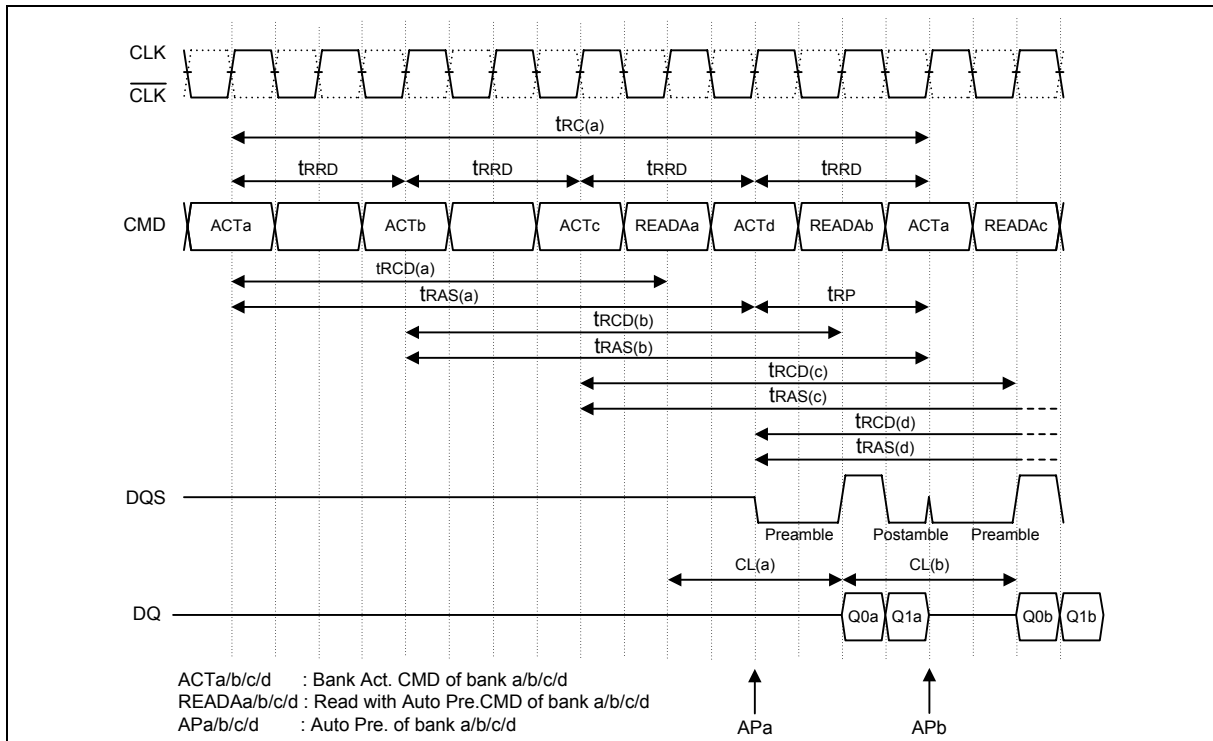 CLK
CLK
tRC(a)
tRRD tRRD tRRD tRRD
CMD ACTa ACTb ACTc READAa ACTd READAb ACTa READAc
tRCD(a)
tRAS(a) tRP
tRCD(b)
tRAS(b)
tRCD(c)
tRAS(c)
tRCD(d)
tRAS(d)
DQS
Preamble Postamble Preamble
CL(a) CL(b)
DQ Q0a Q1a Q0b Q1b
ACTa/b/c/d : Bank Act. CMD of bank a/b/c/d
READAa/b/c/d : Read with Auto Pre.CMD of bank a/b/c/d
APa/b/c/d : Auto Pre. of bank a/b/c/d
APa APb